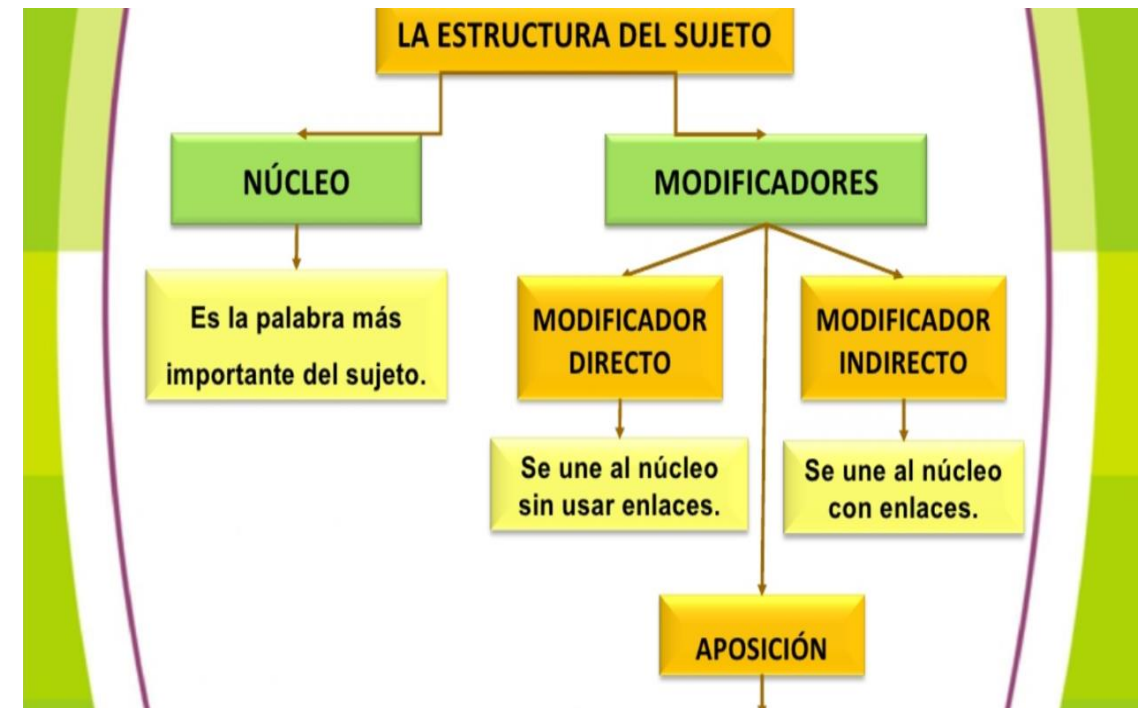 LA ESTRUCTURA DEL SUJETO
NÚCLEO
MODIFICADORES
Es la palabra más
importante del sujeto.
MODIFICADOR
DIRECTO
MODIFICADOR
INDIRECTO
Se une al núcleo
sin usar enlaces.
Se une al núcleo
con enlaces.
APOSICIÓN